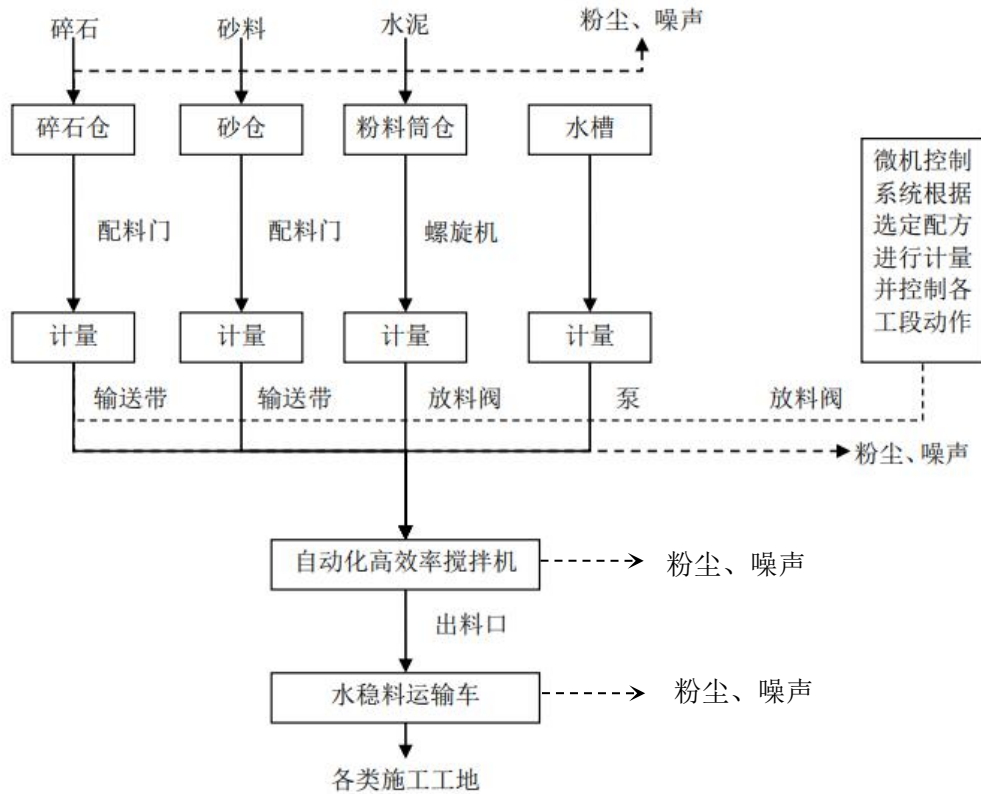 碎石
砂料
水泥
粉尘、噪声
碎石仓
砂仓
粉料筒仓
水槽
微机控制
系统根据
选定配方
进行计量
并控制各
工段动作
配料门
配料门
螺旋机
计量
计量
计量
计量
输送带
输送带
放料阀
泵
放料阀
粉尘、噪声
自动化高效率搅拌机
粉尘、噪声
出料口
水稳料运输车
粉尘、噪声
各类施工工地